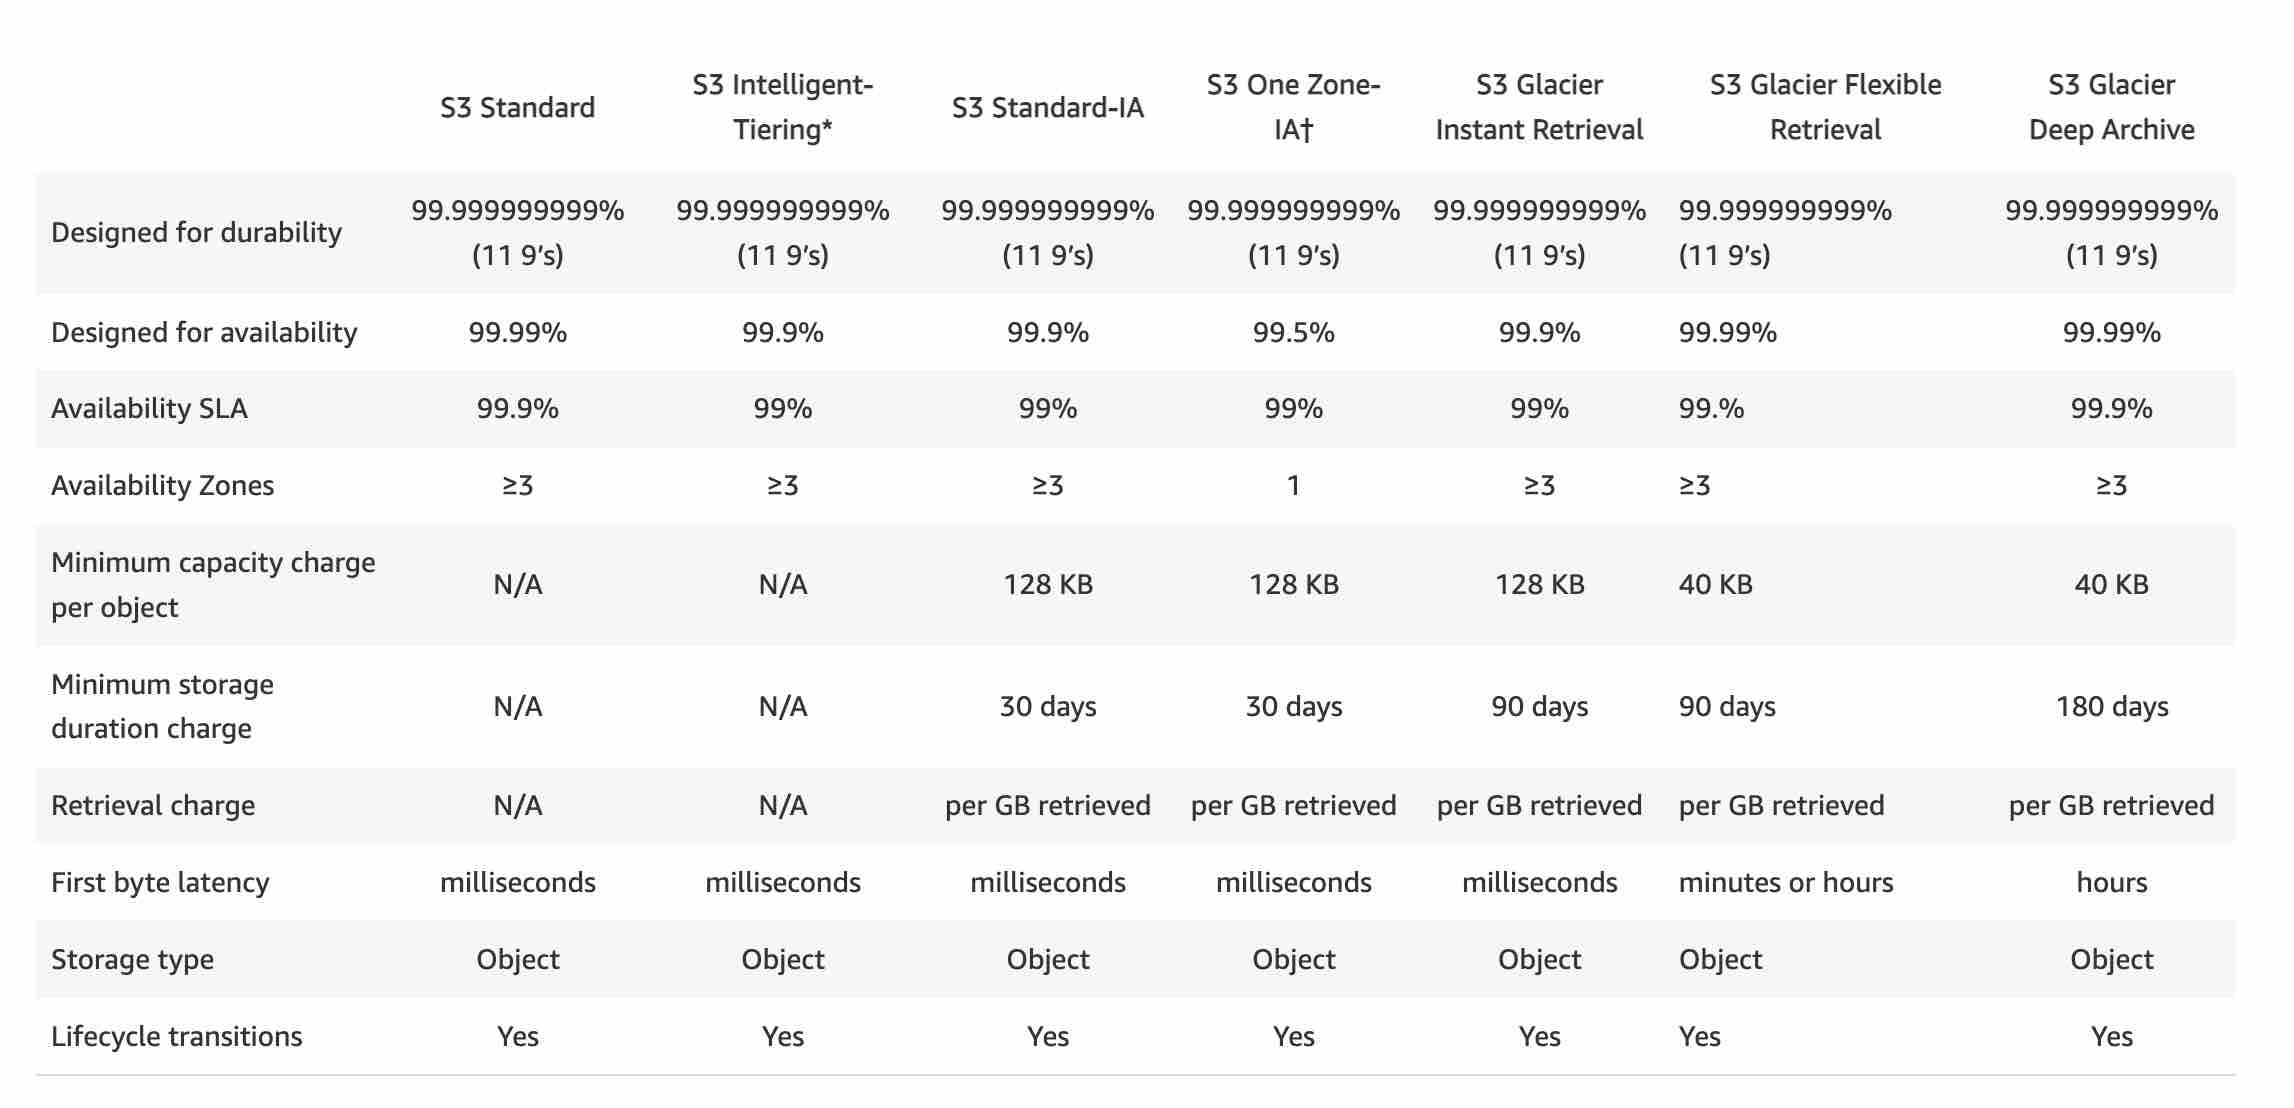 S3 Standard S3 Intelligent-Tiering* S3 Standard-IA S3 One Zone-IA† S3 Glacier Instant Retrieval S3 Glacier Flexible Retrieval S3 Glacier Deep Archive
Designed for durability 99.999999999% (11 9’s) 99.999999999% (11 9’s) 99.999999999% (11 9’s) 99.999999999% (11 9’s) 99.999999999% (11 9’s) 99.999999999% (11 9’s) 99.999999999% (11 9’s)
Designed for availability 99.99% 99.9% 99.9% 99.5% 99.9% 99.99% 99.99%
Availability SLA 99.9% 99% 99% 99% 99% 99.% 99.9%
Availability Zones ≥3 ≥3 ≥3 1 ≥3 ≥3 ≥3
Minimum capacity charge per object N/A N/A 128 KB 128 KB 128 KB 40 KB 40 KB
Minimum storage duration charge N/A N/A 30 days 30 days 90 days 90 days 180 days
Retrieval charge N/A N/A per GB retrieved per GB retrieved per GB retrieved per GB retrieved per GB retrieved
First byte latency milliseconds milliseconds milliseconds milliseconds milliseconds minutes or hours hours
Storage type Object Object Object Object Object Object Object
Lifecycle transitions Yes Yes Yes Yes Yes Yes Yes